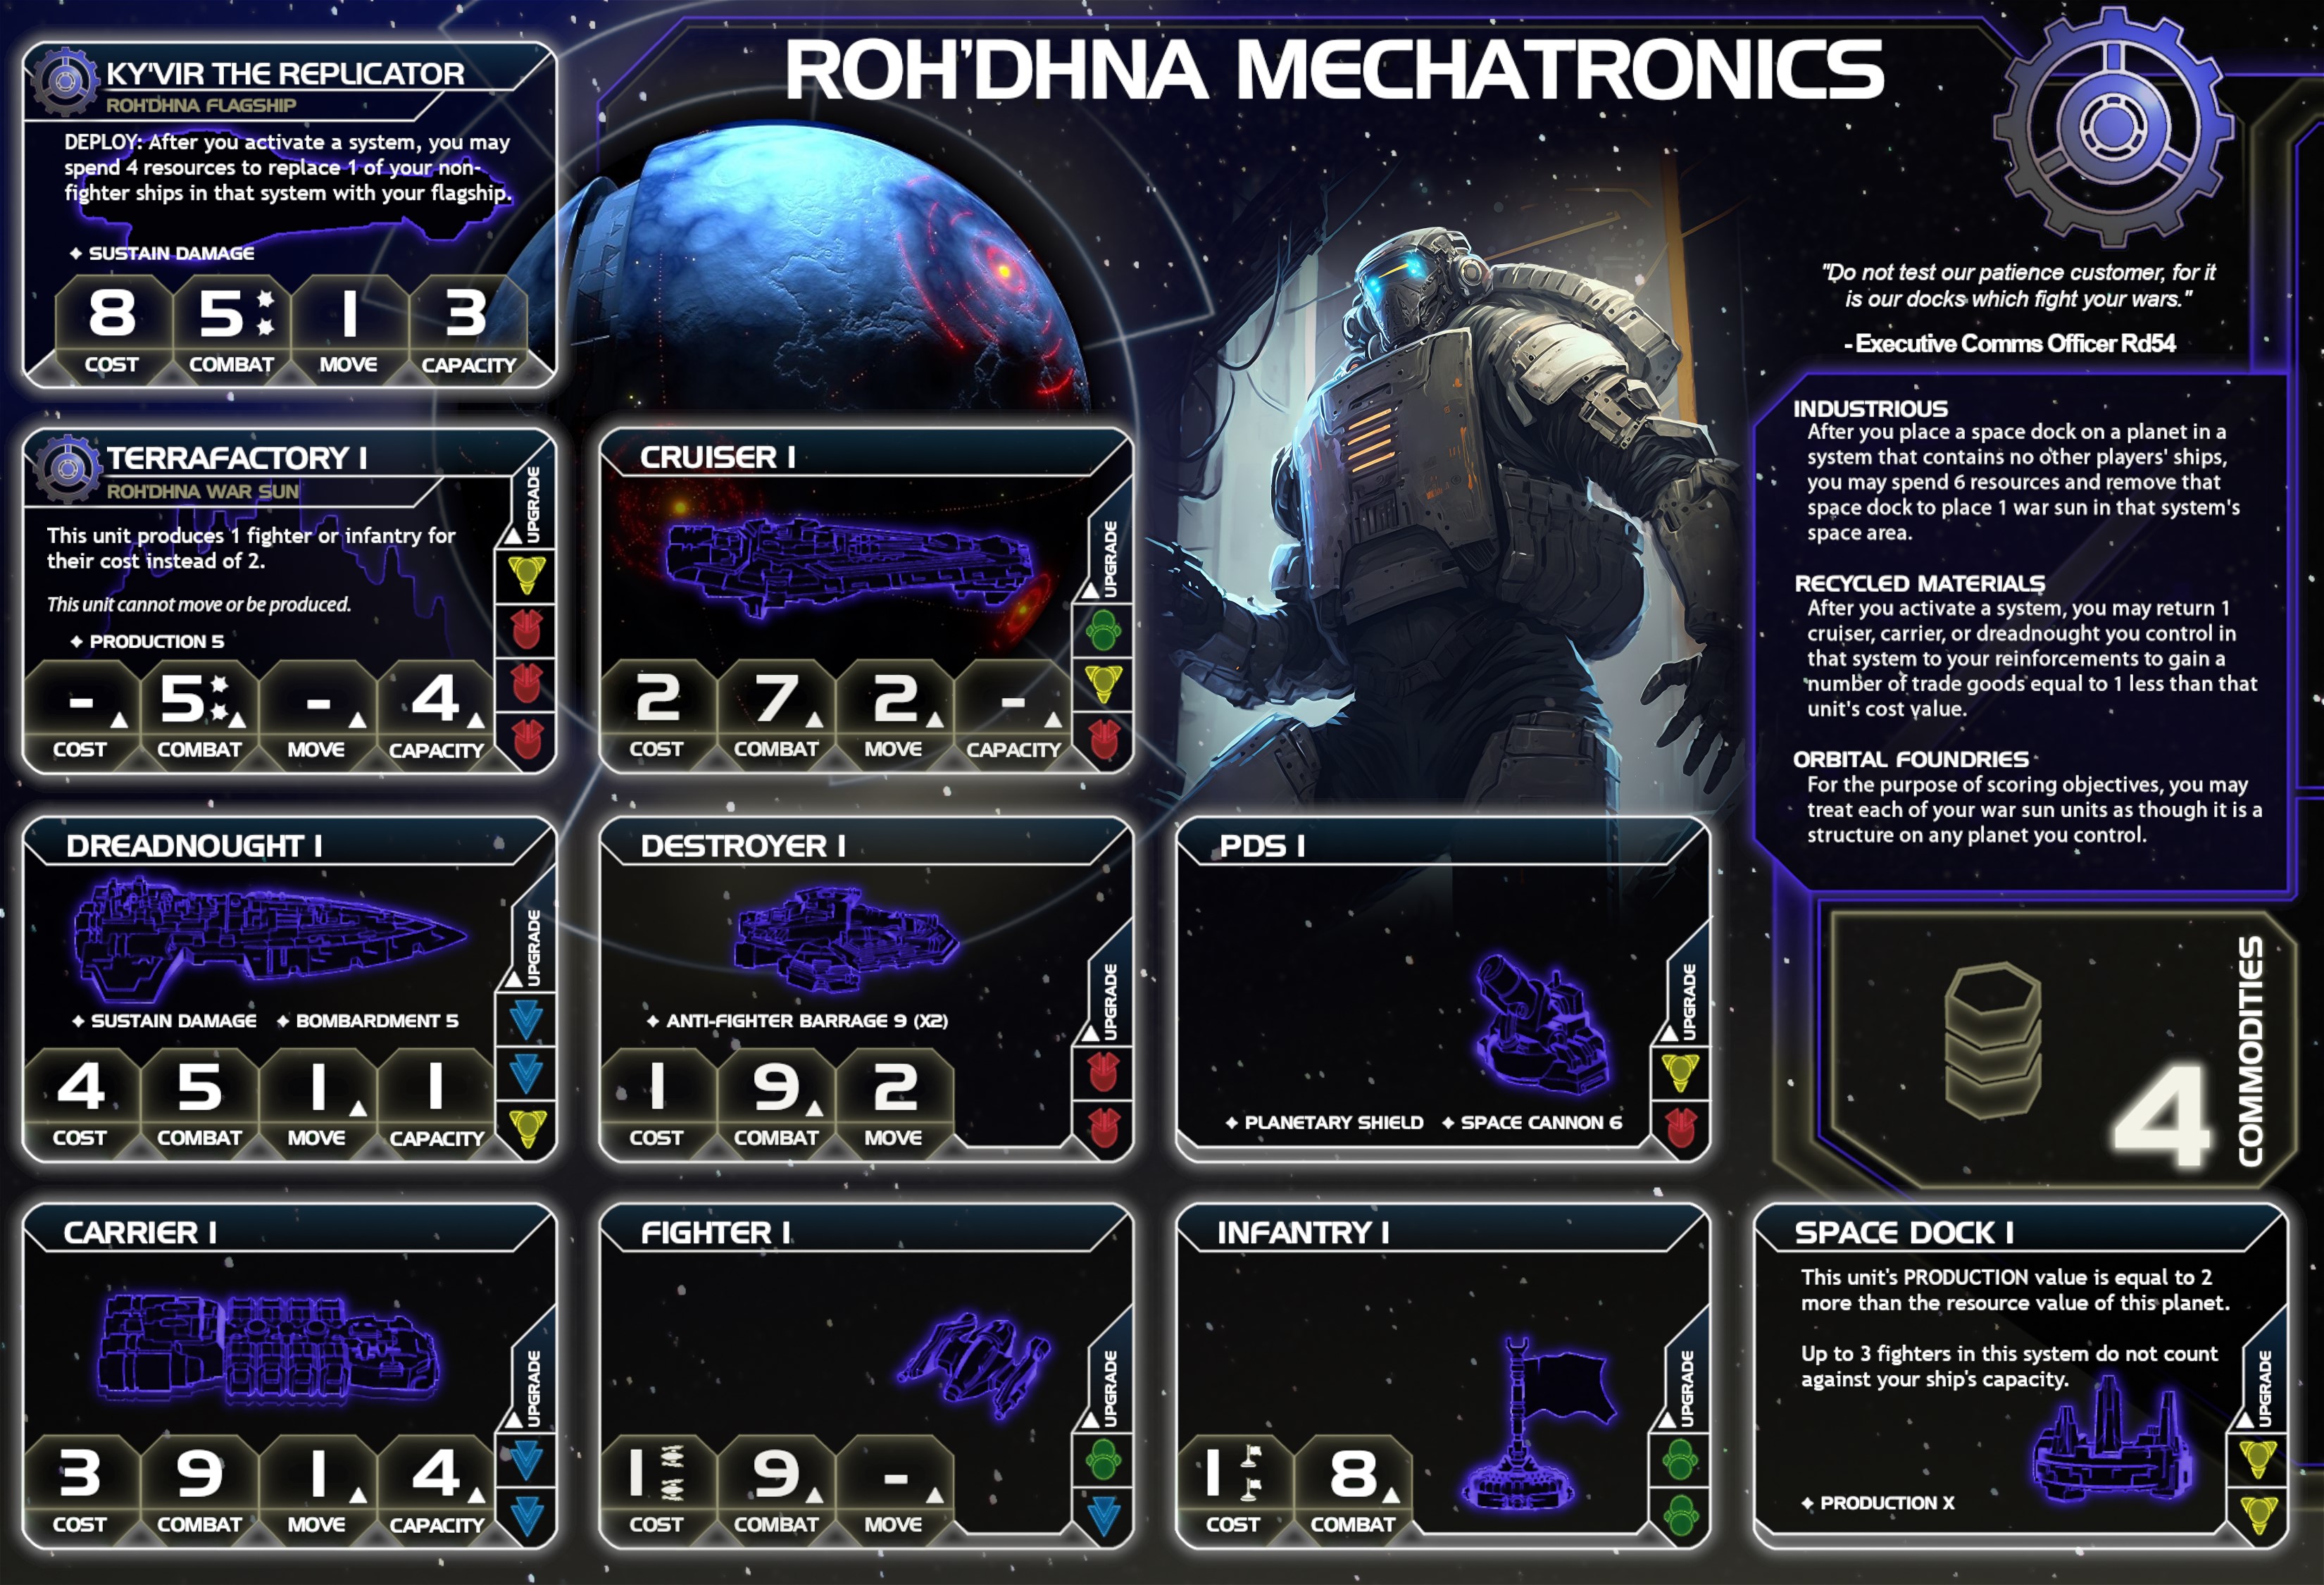 ROH'DHNA MECHATRONICS
KY'VIR THE REPLICATOR
ROH'DHNA FLAGSHIP
DEPLOY: After you activate a system, you may
spend 4 resources to replace 1 of your non-
fighter ships in that system with your flagship.
SUSTAIN DAMAGE
8 5 1 3
COST COMBAT MOVE CAPACITY
"Do not test our patience customer, for it
is our docks which fight your wars."
- Executive Comms Officer Rd54
INDUSTRIOUS
After you place a space dock on a planet in a
system that contains no other players' ships,
you may spend 6 resources and remove that
space dock to place 1 war sun in that system's
space area.
RECYCLED MATERIALS
After you activate a system, you may return 1
cruiser, carrier, or dreadnought you control in
that system to your reinforcements to gain a
number of trade goods equal to 1 less than that
unit's cost value.
ORBITAL FOUNDRIES
For the purpose of scoring objectives, you may
treat each of your war sun units as though it is a
structure on any planet you control.
TERRAFACTORY I
ROH'DHNA WAR SUN
This unit produces 1 fighter or infantry for
their cost instead of 2.
This unit cannot move or be produced.
PRODUCTION 5
- 5 - 4
COST COMBAT MOVE CAPACITY
UPGRADE
CRUISER I
2 7 2 -
COST COMBAT MOVE CAPACITY
UPGRADE
DREADNOUGHT I
SUSTAIN DAMAGE BOMBARDMENT 5
4 5 1 1
COST COMBAT MOVE CAPACITY
UPGRADE
DESTROYER I
ANTI-FIGHTER BARRAGE 9 (X2)
1 9 2
COST COMBAT MOVE
UPGRADE
PDS I
PLANETARY SHIELD SPACE CANNON 6
UPGRADE
4
COMMODITIES
CARRIER I
3 9 1 4
COST COMBAT MOVE CAPACITY
UPGRADE
FIGHTER I
1 9 -
COST COMBAT MOVE
UPGRADE
INFANTRY I
1 8
COST COMBAT
UPGRADE
SPACE DOCK I
This unit's PRODUCTION value is equal to 2
more than the resource value of this planet.
Up to 3 fighters in this system do not count
against your ship's capacity.
PRODUCTION X
UPGRADE